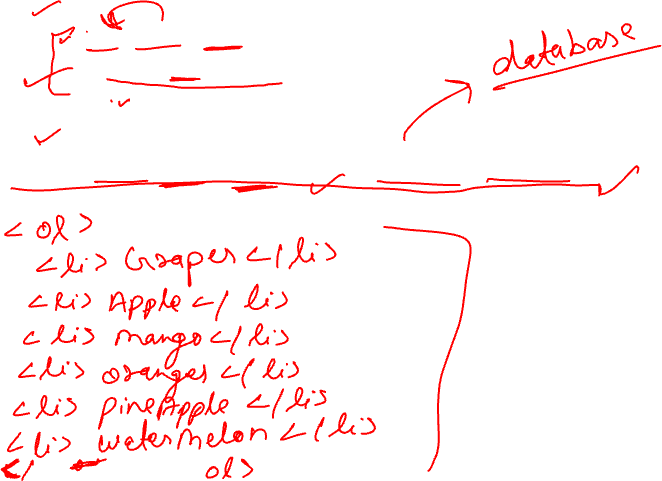 database
<ol>
<li> Grapes </li>
<li> Apple </li>
<li> mango </li>
<li> oranges </li>
<li> pineApple </li>
<li> watermelon </li>
</ ol>